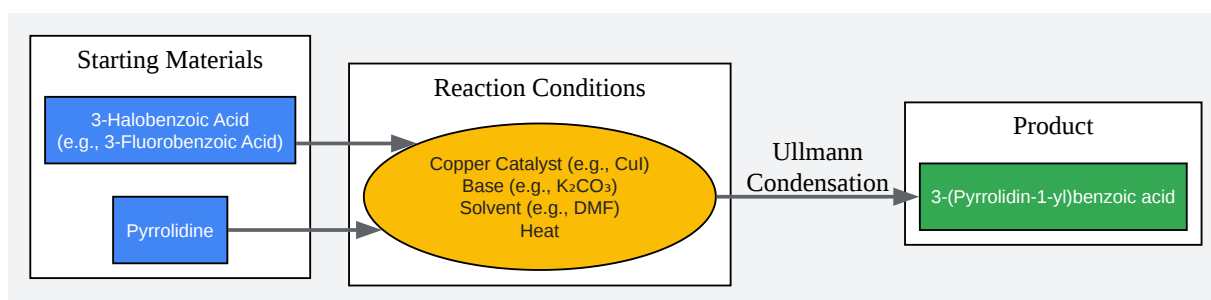 Starting Materials
3-Halobenzoic Acid
(e.g., 3-Fluorobenzoic Acid)
Pyrrolidine
Reaction Conditions
Copper Catalyst (e.g., CuI)
Base (e.g., K₂CO₃)
Solvent (e.g., DMF)
Heat
Ullmann
Condensation
Product
3-(Pyrrolidin-1-yl)benzoic acid